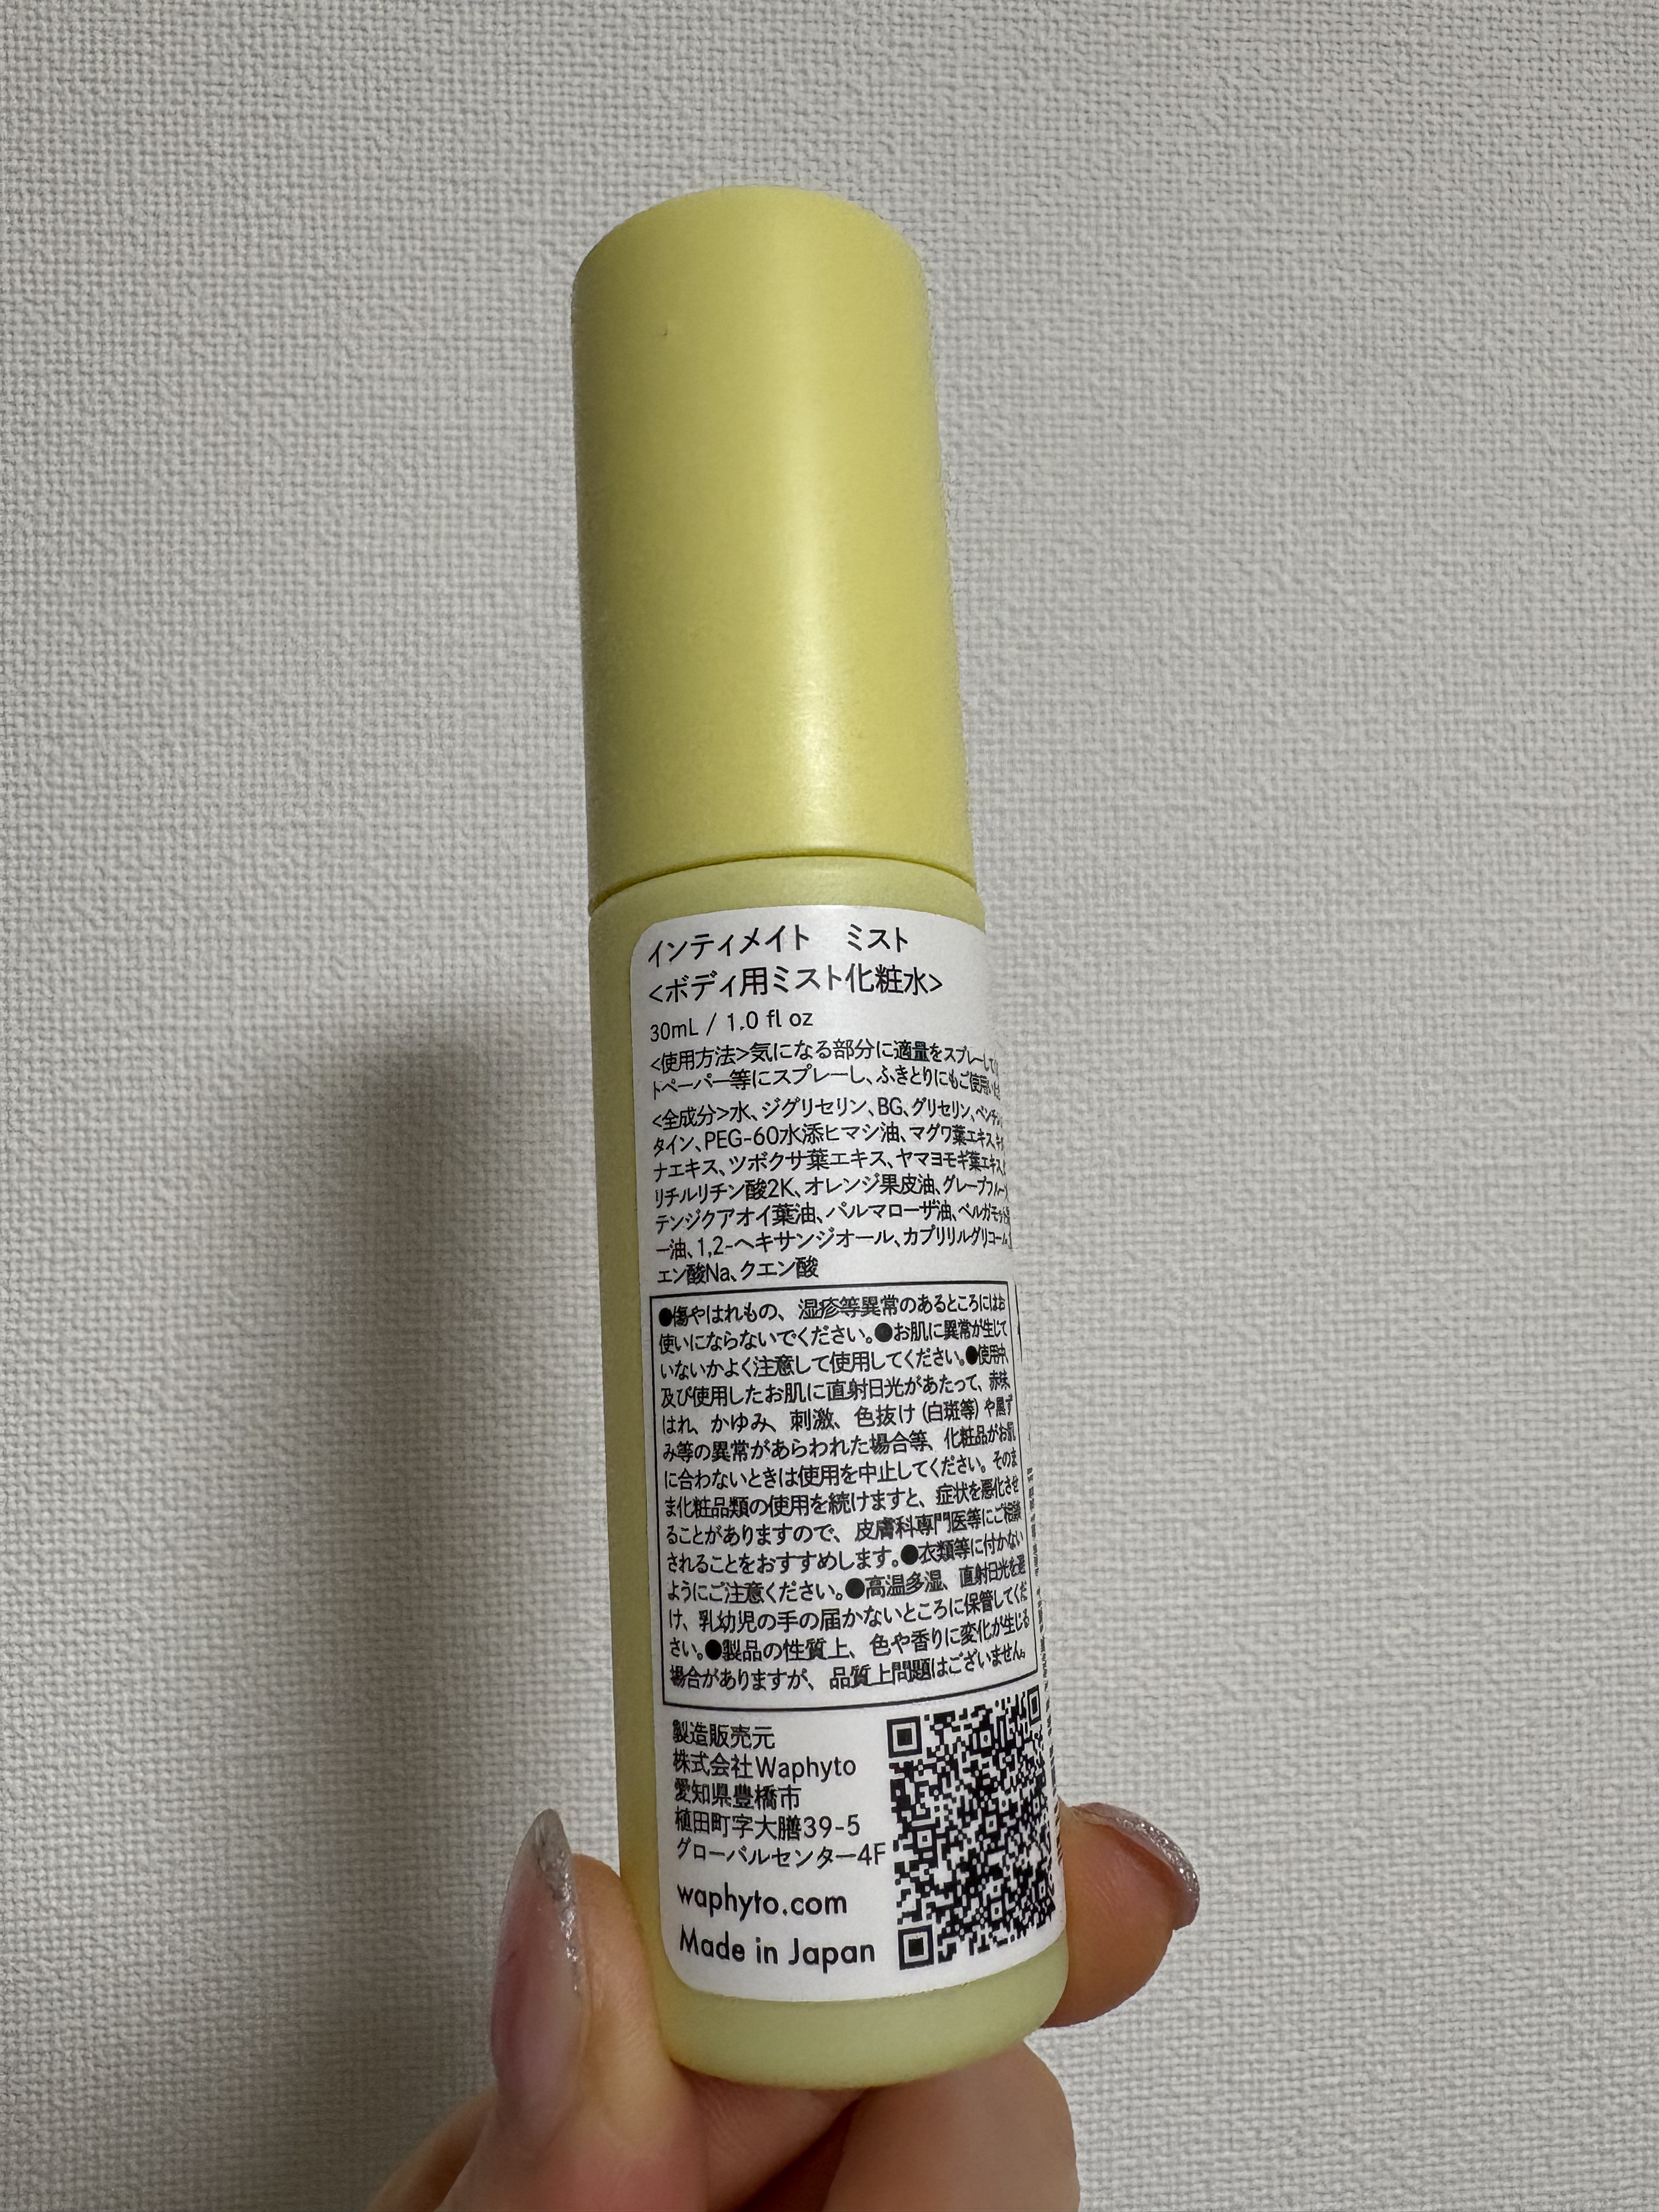 インティメイト ミスト
<ボディ用ミスト化粧水>
30mL / 1.0 fl oz
<使用方法>気になる部分に適量をスプレーして
トペーパー等にスプレーし、ふきとりにもご使用いた
<全成分>水、ジグリセリン、BG、グリセリン、ペンチレ
タイン、PEG-60水添ヒマシ油、マグワ葉エキス、キハ
ナエキス、ツボクサ葉エキス、ヤマヨモギ葉エキス、
リチルリチン酸2K、オレンジ果皮油、グレープフルーツ
テンジクアオイ葉油、パルマローザ油、ベルガモット
ー油、1,2-ヘキサンジオール、カプリリルグリコール、
エン酸Na、クエン酸
●傷やはれもの、湿疹等異常のあるところにはお
使いにならないでください。●お肌に異常が生じて
いないかよく注意して使用してください。●使用中、
及び使用したお肌に直射日光があたって、赤味、
はれ、かゆみ、刺激、色抜け（白斑等）や黒ず
み等の異常があらわれた場合等、化粧品がお肌
に合わないときは使用を中止してください。そのま
ま化粧品類の使用を続けますと、症状を悪化させ
ることがありますので、皮膚科専門医等にご相談
されることをおすすめします。●衣類等に付かない
ようにご注意ください。●高温多湿、直射日光を避
け、乳幼児の手の届かないところに保管してくだ
さい。●製品の性質上、色や香りに変化が生じる
場合がありますが、品質上問題はございません。
製造販売元
株式会社Waphyto
愛知県豊橋市
植田町字大膳39-5
グローバルセンター4F
waphyto.com
Made in Japan